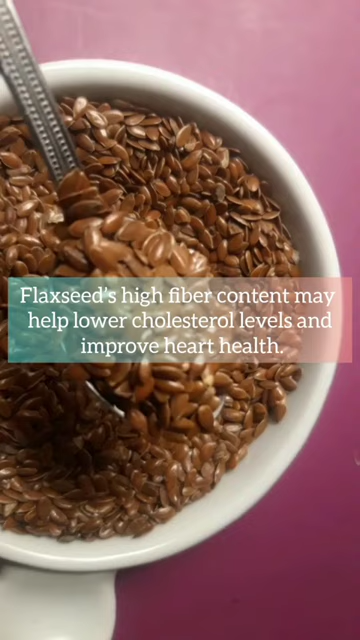 Flaxseed's high fiber content may
help lower cholesterol levels and
improve heart health.